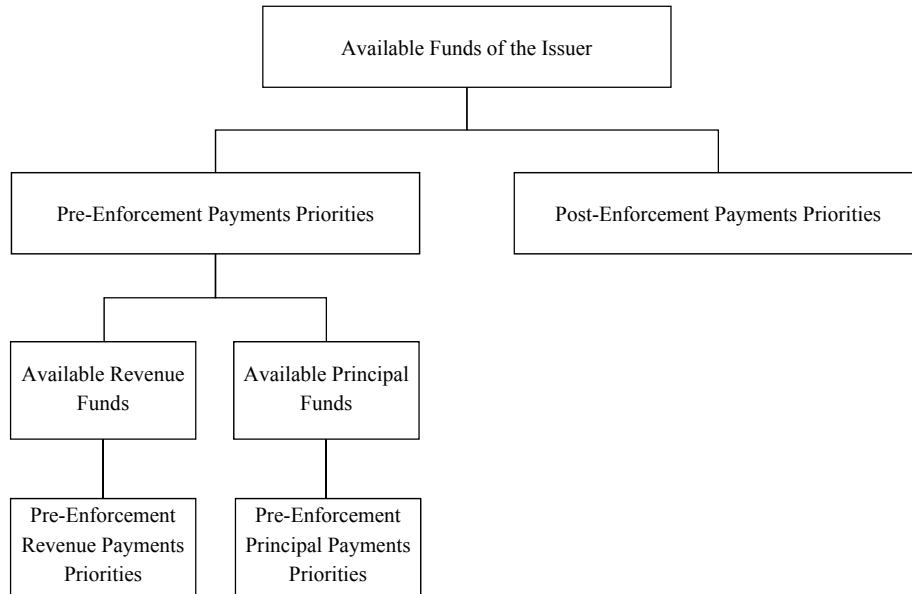 Available Funds of the Issuer
Pre-Enforcement Payments Priorities
Post-Enforcement Payments Priorities
Available Revenue
Funds
Available Principal
Funds
Pre-Enforcement
Revenue Payments
Priorities
Pre-Enforcement
Principal Payments
Priorities